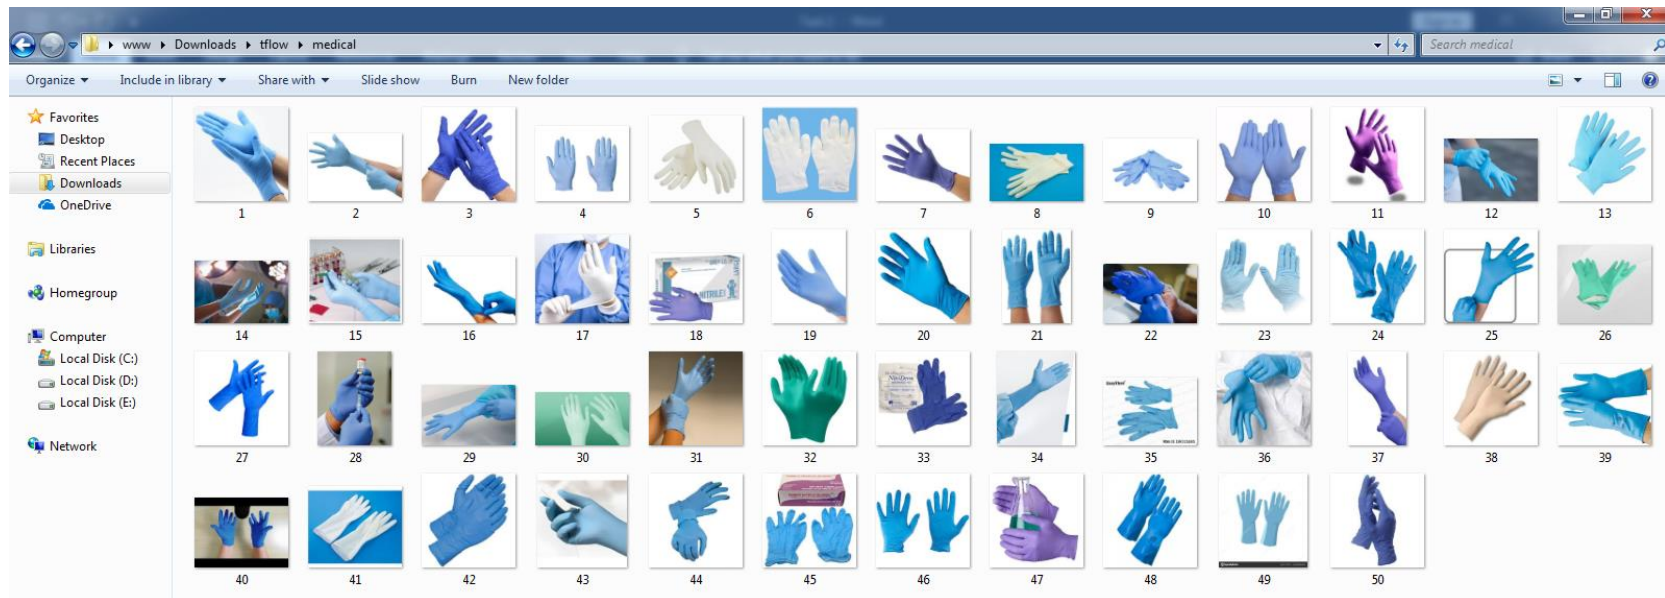 www ▸ Downloads ▸ tflow ▸ medical
Search medical
Organize Include in library Share with Slide show Burn New folder
Favorites
Desktop
Recent Places
Downloads
OneDrive
Libraries
Homegroup
Computer
Local Disk (C:)
Local Disk (D:)
Local Disk (E:)
Network
1 2 3 4 5 6 7 8 9 10 11 12 13
NITRILE
14 15 16 17 18 19 20 21 22 23 24 25 26
27 28 29 30 31 32 33 34 35 36 37 38 39
40 41 42 43 44 45 46 47 48 49 50